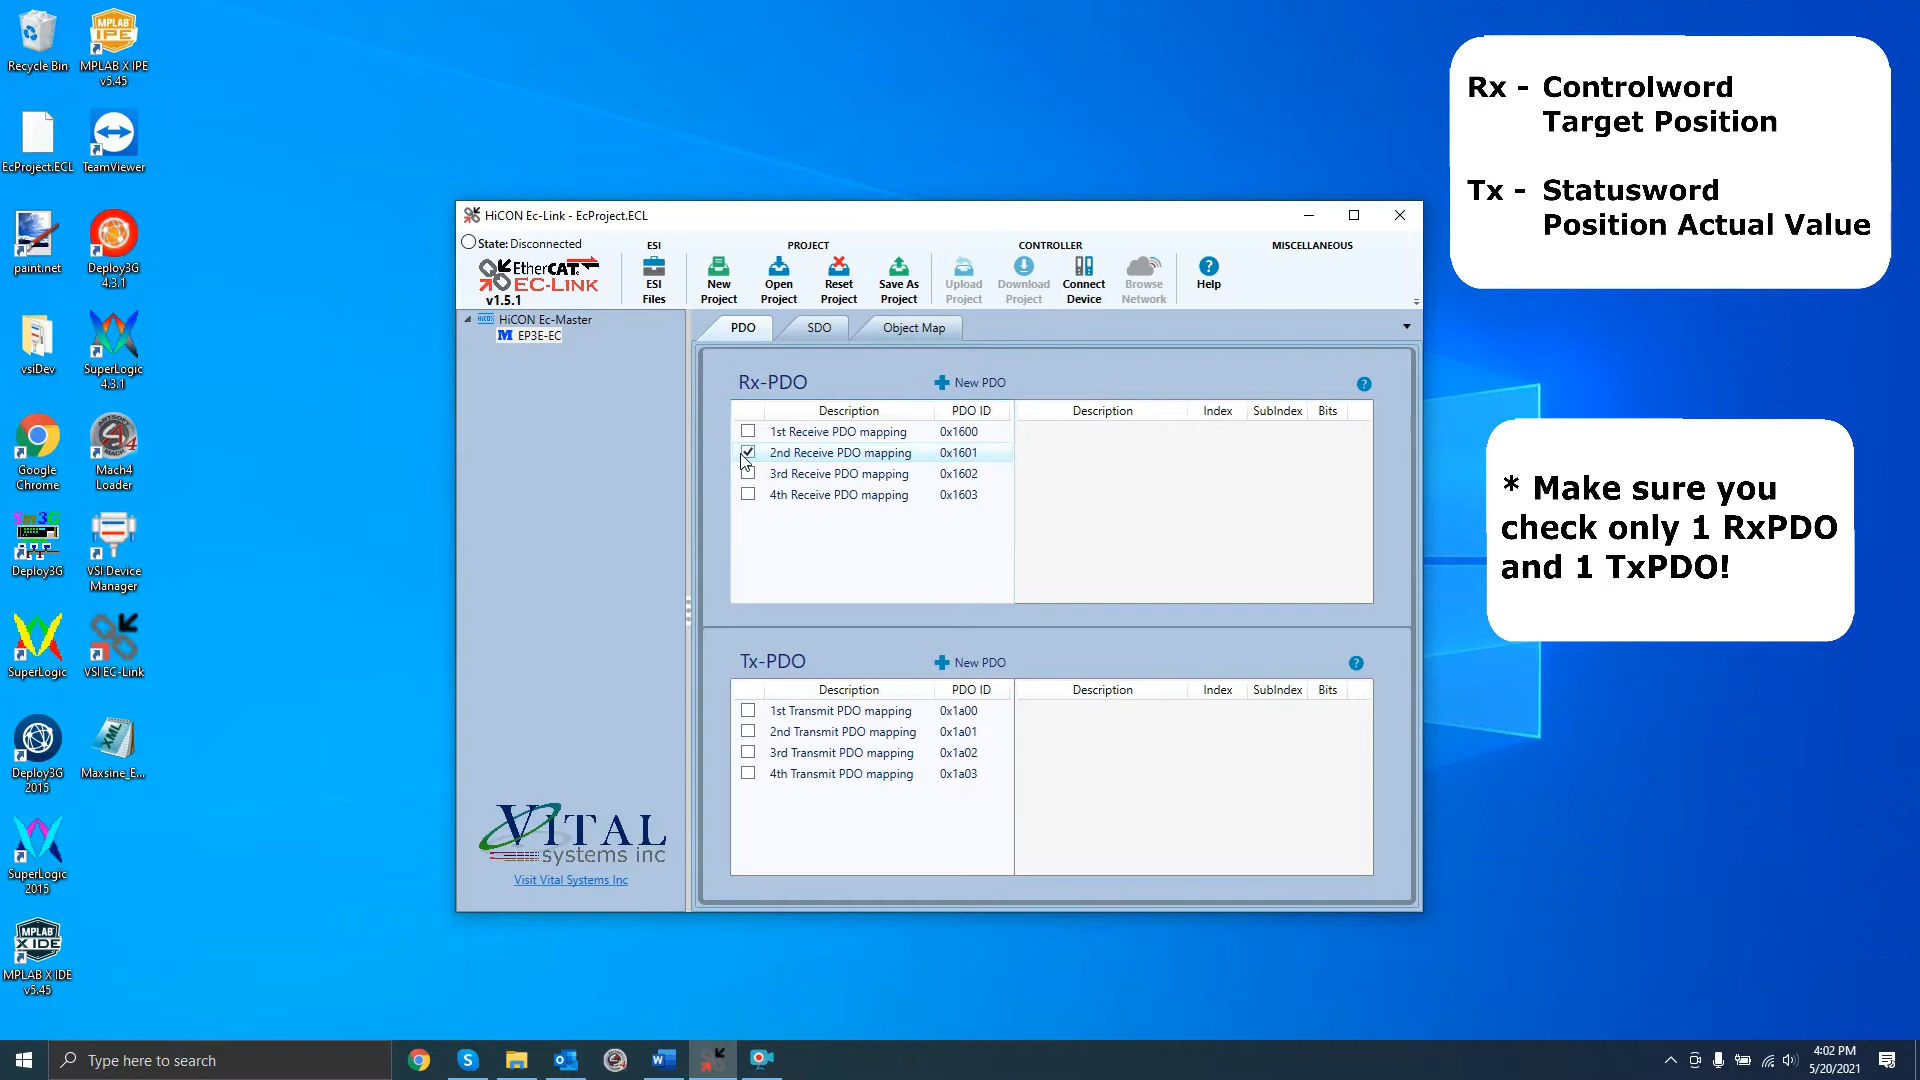 Recycle Bin
MPLAB X IPE
v5.45
EcProject.ECL
TeamViewer
paint.net
Deploy3G
4.3.1
vsiDev
SuperLogic
4.3.1
Google
Chrome
Mach4
Loader
Deploy3G
VSI Device
Manager
SuperLogic
VSI EC-Link
Deploy3G
2015
Maxsine_E...
SuperLogic
2015
MPLAB X IDE
v5.45
HiCON Ec-Link - EcProject.ECL
State: Disconnected
EtherCAT
EC-LINK
v1.5.1
ESI
PROJECT
CONTROLLER
MISCELLANEOUS
ESI
Files
New
Project
Open
Project
Reset
Project
Save As
Project
Upload
Project
Download
Project
Connect
Device
Browse
Network
Help
HiCON Ec-Master
M EP3E-EC
PDO
SDO
Object Map
Rx-PDO
New PDO
Description PDO ID
Description Index SubIndex Bits
1st Receive PDO mapping 0x1600
2nd Receive PDO mapping 0x1601
3rd Receive PDO mapping 0x1602
4th Receive PDO mapping 0x1603
Tx-PDO
New PDO
Description PDO ID
Description Index SubIndex Bits
1st Transmit PDO mapping 0x1a00
2nd Transmit PDO mapping 0x1a01
3rd Transmit PDO mapping 0x1a02
4th Transmit PDO mapping 0x1a03
VITAL
systems inc
Visit Vital Systems Inc
Rx - Controlword
Target Position
Tx - Statusword
Position Actual Value
* Make sure you
check only 1 RxPDO
and 1 TxPDO!
Type here to search
4:02 PM
5/20/2021